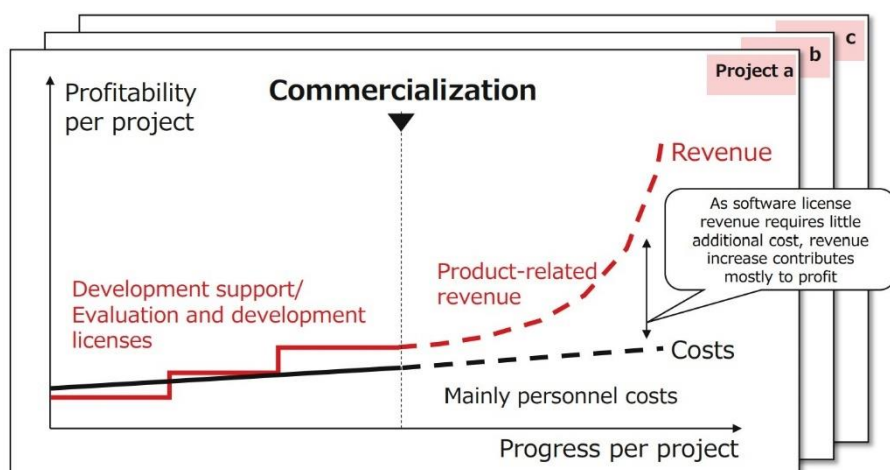 c
b
Project a
Profitability
per project
Commercialization
Revenue
As software license
revenue requires little
additional cost, revenue
increase contributes
mostly to profit
Product-related
revenue
Development support/
Evaluation and development
licenses
Costs
Mainly personnel costs
Progress per project